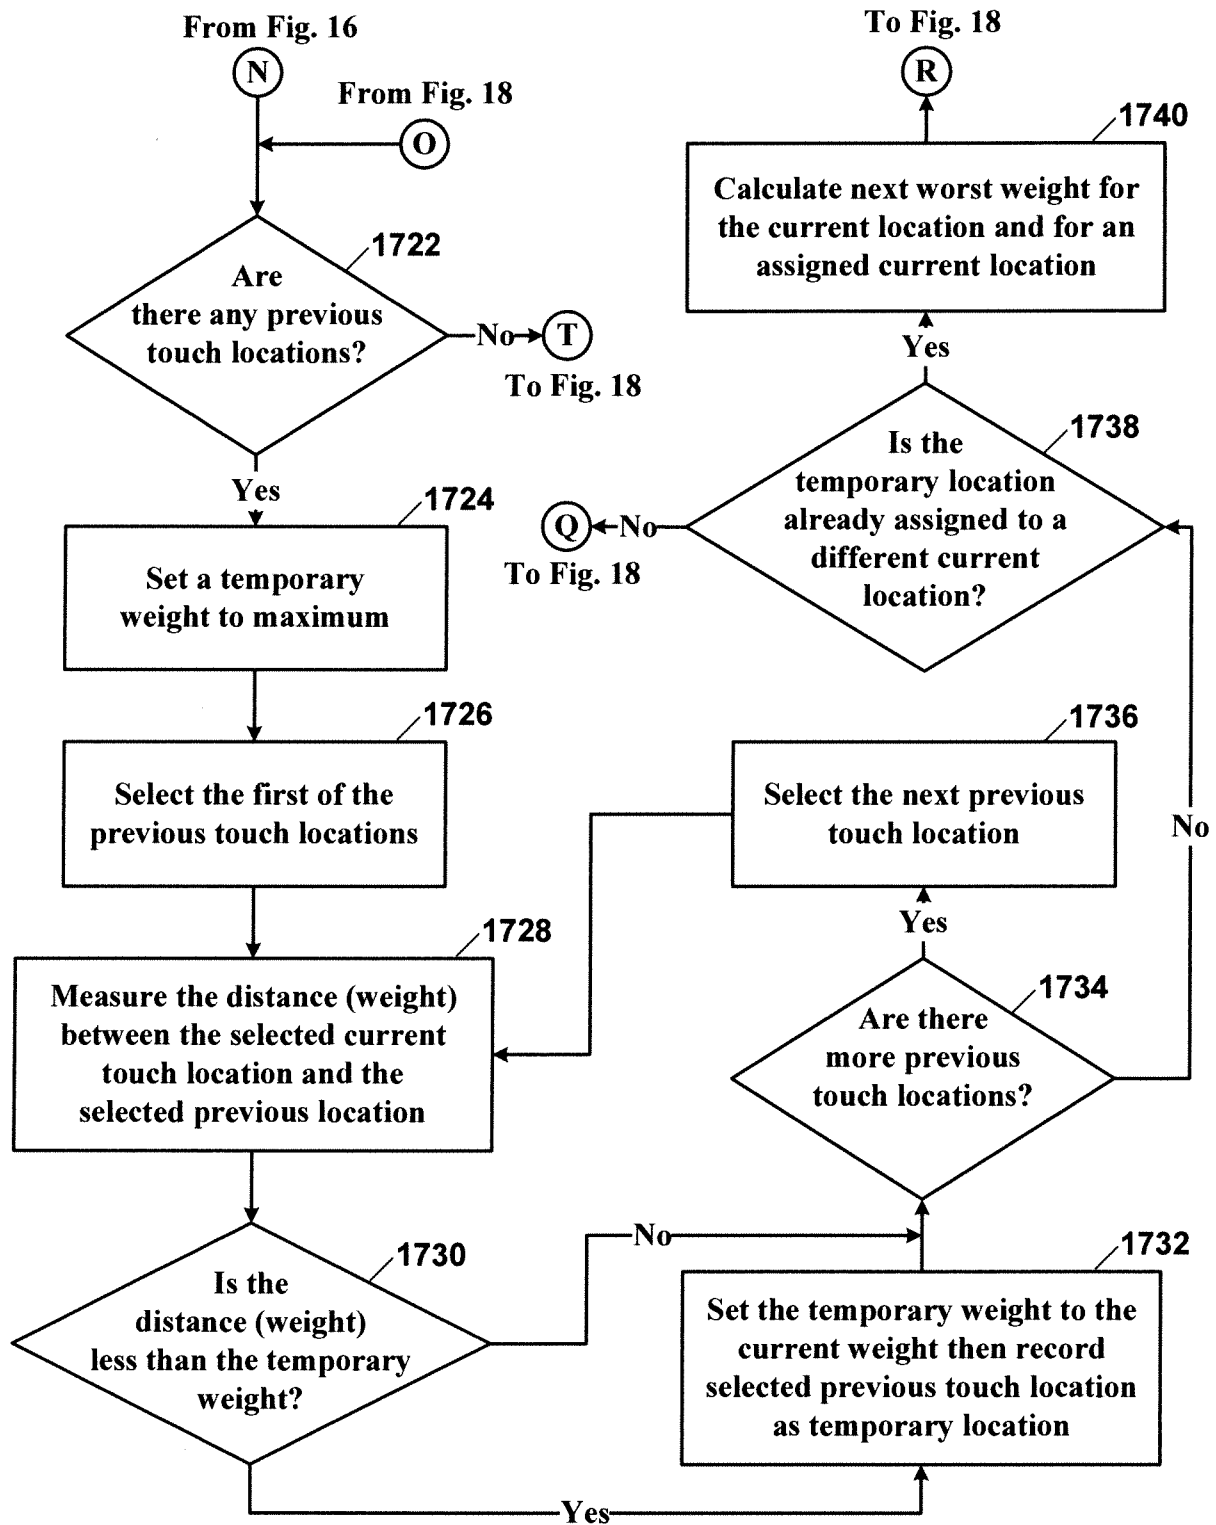 From Fig. 16
N
From Fig. 18
O
1722
Are
there any previous
touch locations?
No
T
To Fig. 18
Yes
1724
Set a temporary
weight to maximum
1726
Select the first of the
previous touch locations
1728
Measure the distance (weight)
between the selected current
touch location and the
selected previous location
1730
Is the
distance (weight)
less than the temporary
weight?
No
Yes
1732
Set the temporary weight to the
current weight then record
selected previous touch location
as temporary location
1734
Are there
more previous
touch locations?
Yes
No
1736
Select the next previous
touch location
1738
Is the
temporary location
already assigned to a
different current
location?
No
Q
To Fig. 18
Yes
1740
Calculate next worst weight for
the current location and for an
assigned current location
R
To Fig. 18